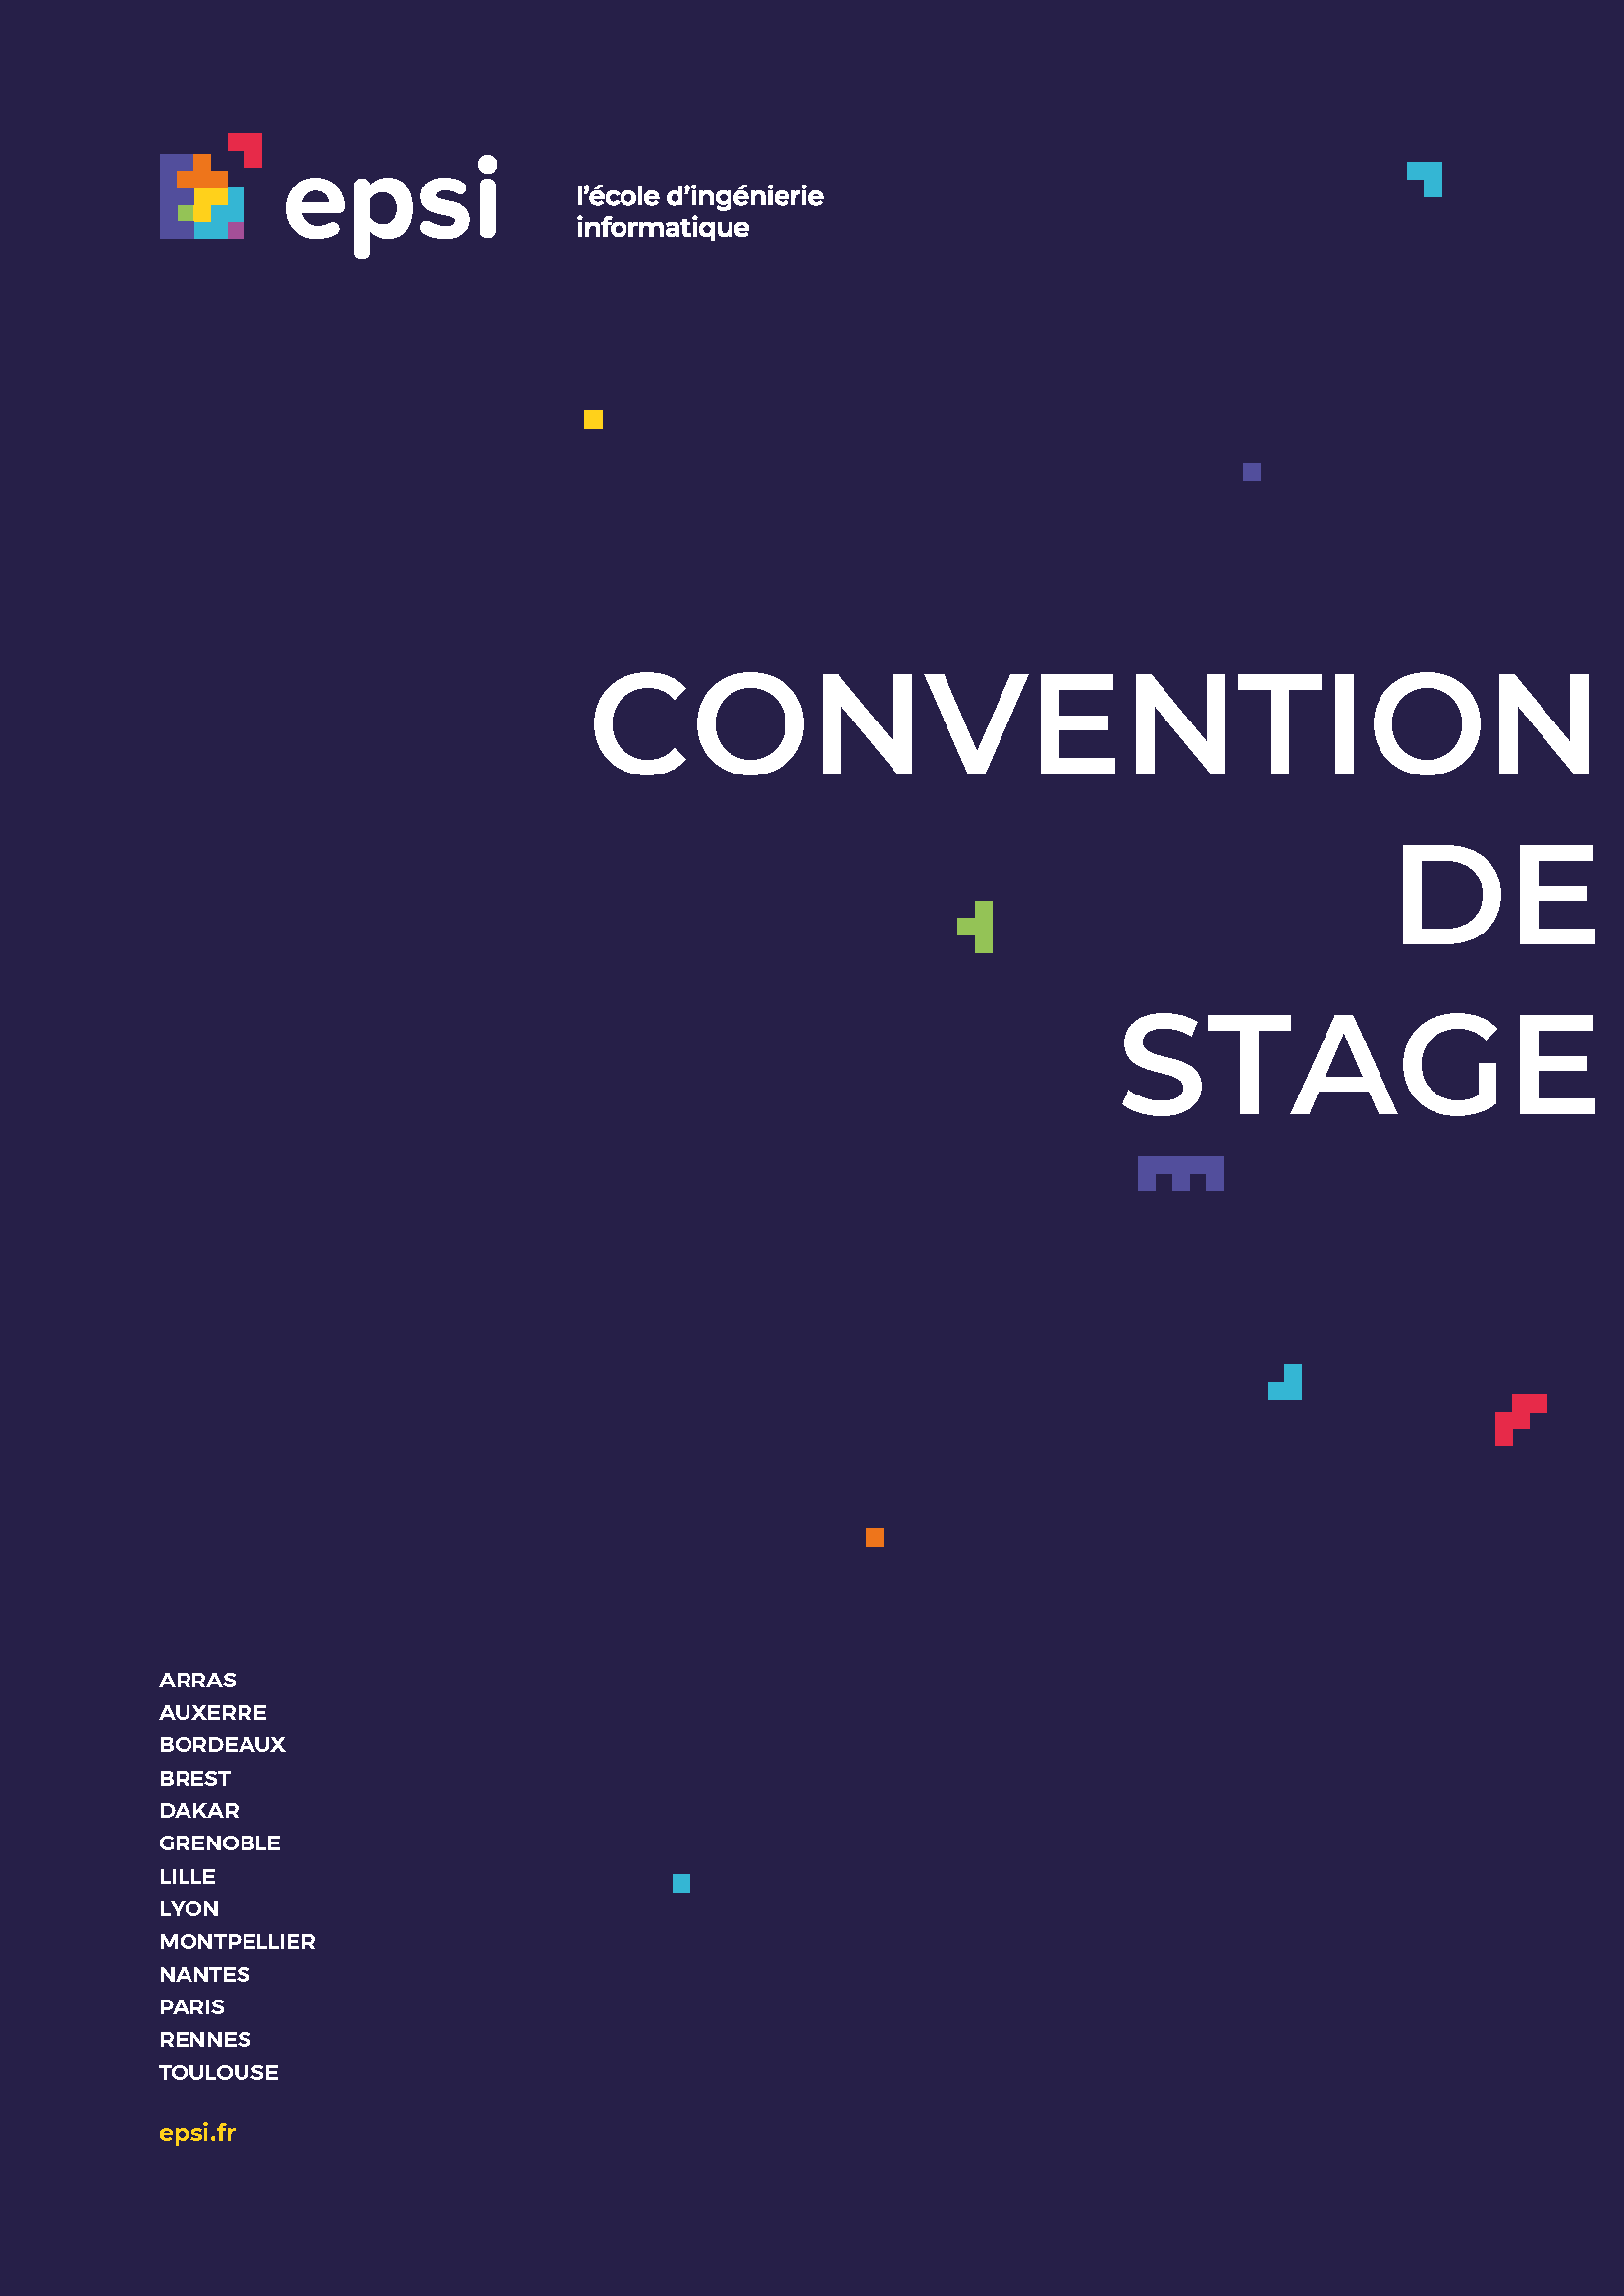 epsi
l'école d'ingénierie
informatique
CONVENTION
DE
STAGE
ARRAS
AUXERRE
BORDEAUX
BREST
DAKAR
GRENOBLE
LILLE
LYON
MONTPELLIER
NANTES
PARIS
RENNES
TOULOUSE
epsi.fr